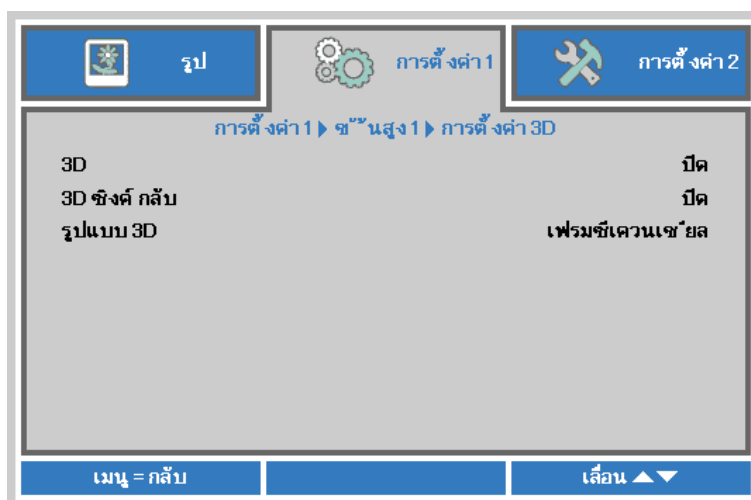 รูป
การตั้งค่า 1
การตั้งค่า 2
การตั้งค่า 1 ▶ ขั้นสูง 1 ▶ การตั้งค่า 3D
3D ปิด
3D ซิงค์ กลับ ปิด
รูปแบบ 3D เฟรมซีเควนเชียล
เมนู = กลับ
เลื่อน ▲▼